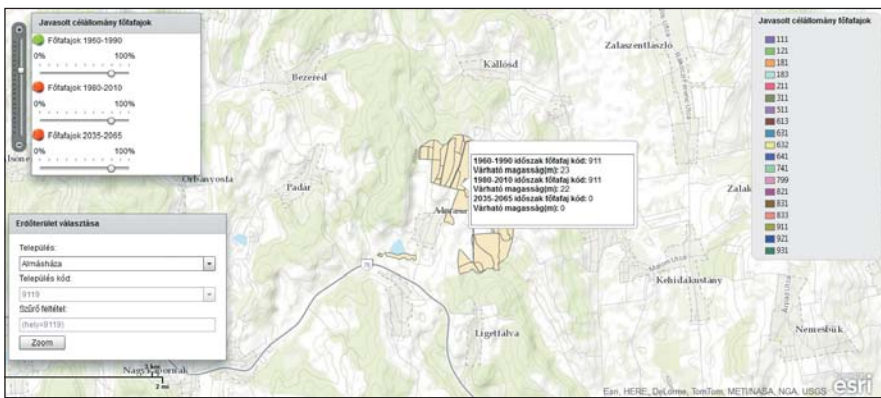 Javasolt célállomány főfafajok
Főfafajok 1960-1990
0% 100%
Főfafajok 1980-2010
0% 100%
Főfafajok 2035-2065
0% 100%
Erdőterület választása
Település:
Almásháza
Település kód:
9119
Szűrő feltétel:
(hely=9119)
Zoom
Bezeréd
Kallósd
Zalaszentlászló
Orbányosfa
Padár
1960-1990 időszak főfafaj kód: 911
Várható magasság(m): 23
1980-2010 időszak főfafaj kód: 911
Várható magasság(m): 22
2035-2065 időszak főfafaj kód: 0
Várható magasság(m): 0
Kehidakustány
Ligetfalva
Nemesbük
Nagykapornak
2 mi
Javasolt célállomány főfafajok
111
121
181
183
211
311
511
613
631
632
641
741
799
821
831
833
911
921
931
Esri, HERE, DeLorme, TomTom, METI/NASA, NGA, USGS
esri